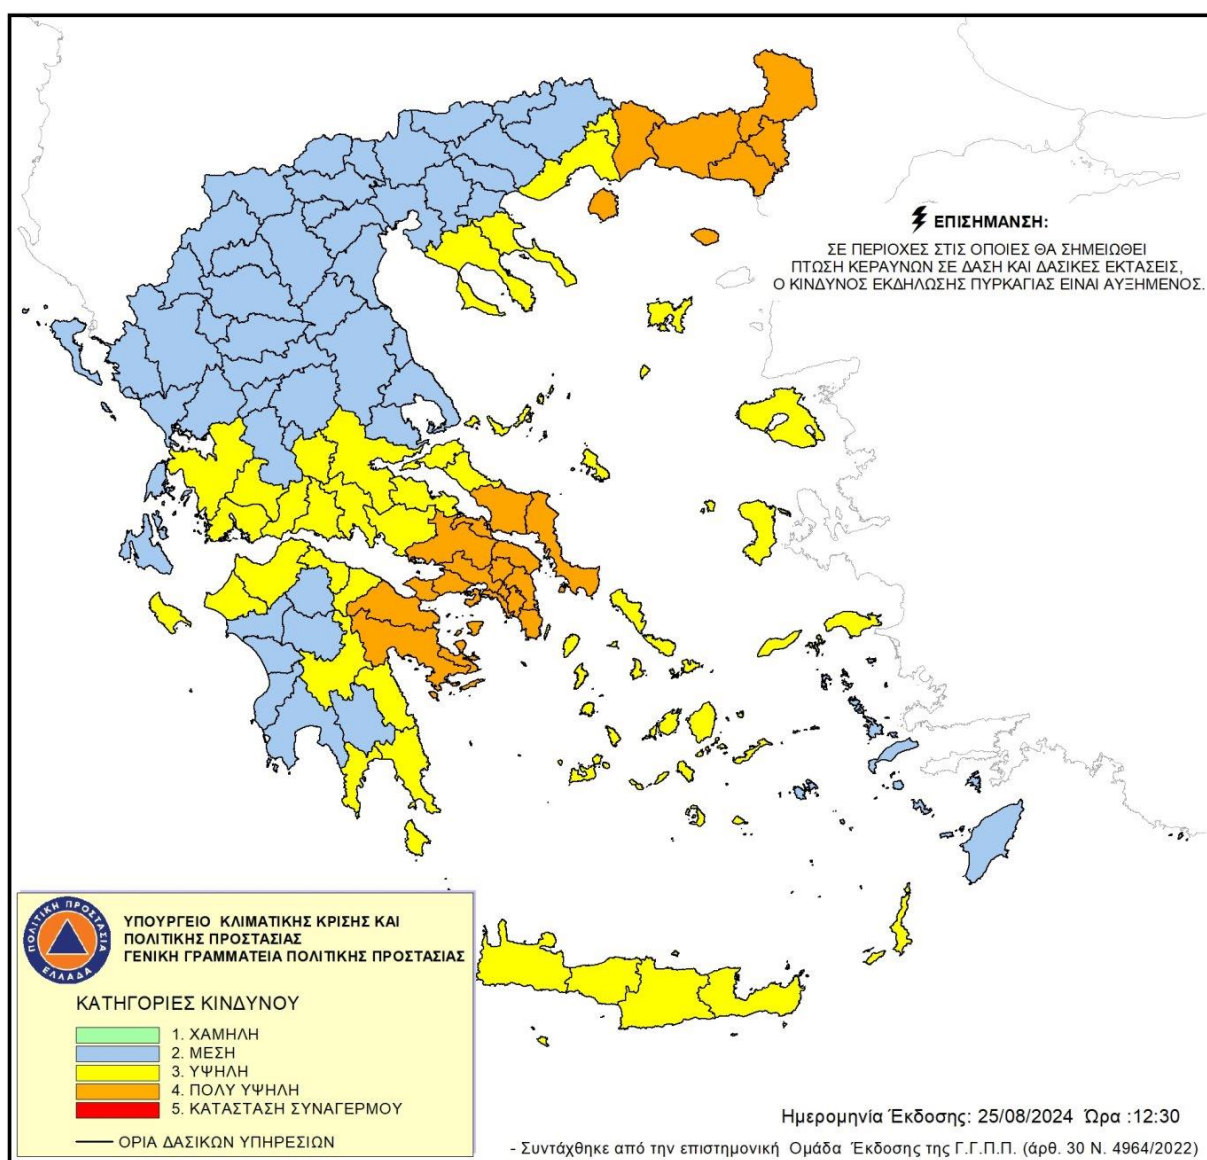 ΕΠΙΣΗΜΑΝΣΗ:
ΣΕ ΠΕΡΙΟΧΕΣ ΣΤΙΣ ΟΠΟΙΕΣ ΘΑ ΣΗΜΕΙΩΘΕΙ
ΠΤΩΣΗ ΚΕΡΑΥΝΩΝ ΣΕ ΔΑΣΗ ΚΑΙ ΔΑΣΙΚΕΣ ΕΚΤΑΣΕΙΣ,
Ο ΚΙΝΔΥΝΟΣ ΕΚΔΗΛΩΣΗΣ ΠΥΡΚΑΓΙΑΣ ΕΙΝΑΙ ΑΥΞΗΜΕΝΟΣ.
ΠΟΛΙΤΙΚΗ ΠΡΟΣΤΑΣΙΑ
ΕΛΛΑΔΑ
ΥΠΟΥΡΓΕΙΟ ΚΛΙΜΑΤΙΚΗΣ ΚΡΙΣΗΣ ΚΑΙ
ΠΟΛΙΤΙΚΗΣ ΠΡΟΣΤΑΣΙΑΣ
ΓΕΝΙΚΗ ΓΡΑΜΜΑΤΕΙΑ ΠΟΛΙΤΙΚΗΣ ΠΡΟΣΤΑΣΙΑΣ
ΚΑΤΗΓΟΡΙΕΣ ΚΙΝΔΥΝΟΥ
1. ΧΑΜΗΛΗ
2. ΜΕΣΗ
3. ΥΨΗΛΗ
4. ΠΟΛΥ ΥΨΗΛΗ
5. ΚΑΤΑΣΤΑΣΗ ΣΥΝΑΓΕΡΜΟΥ
ΟΡΙΑ ΔΑΣΙΚΩΝ ΥΠΗΡΕΣΙΩΝ
Ημερομηνία Έκδοσης: 25/08/2024 Ώρα :12:30
- Συντάχθηκε από την επιστημονική Ομάδα Έκδοσης της Γ.Γ.Π.Π. (άρθ. 30 Ν. 4964/2022)